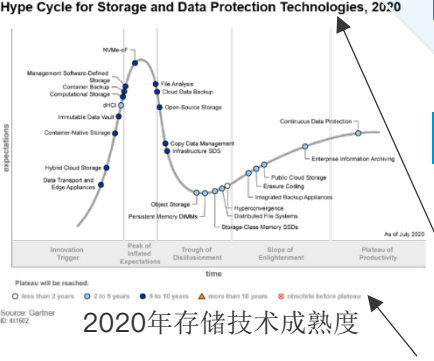 Hype Cycle for Storage and Data Protection Technologies, 2020
expectations
NVMe-oF
Management Software-Defined
Storage
Container Backup
Computational Storage
dHCI
Immutable Data Vault
Container-Native Storage
Hybrid Cloud Storage
Data Transport and
Edge Appliances
File Analysis
Cloud Data Backup
Open-Source Storage
Copy Data Management
Infrastructure SDS
Object Storage
Persistent Memory DIMMs
Storage-Class Memory SSDs
Distributed File Systems
Hyperconvergence
Integrated Backup Appliances
Erasure Coding
Public Cloud Storage
Enterprise Information Archiving
Continuous Data Protection
As of July 2020
Innovation
Trigger
Peak of
Inflated
Expectations
Trough of
Disillusionment
Slope of
Enlightenment
Plateau of
Productivity
time
Plateau will be reached:
less than 2 years
2 to 5 years
5 to 10 years
more than 10 years
obsolete before plateau
Source: Gartner
ID: 441602
2020年存储技术成熟度